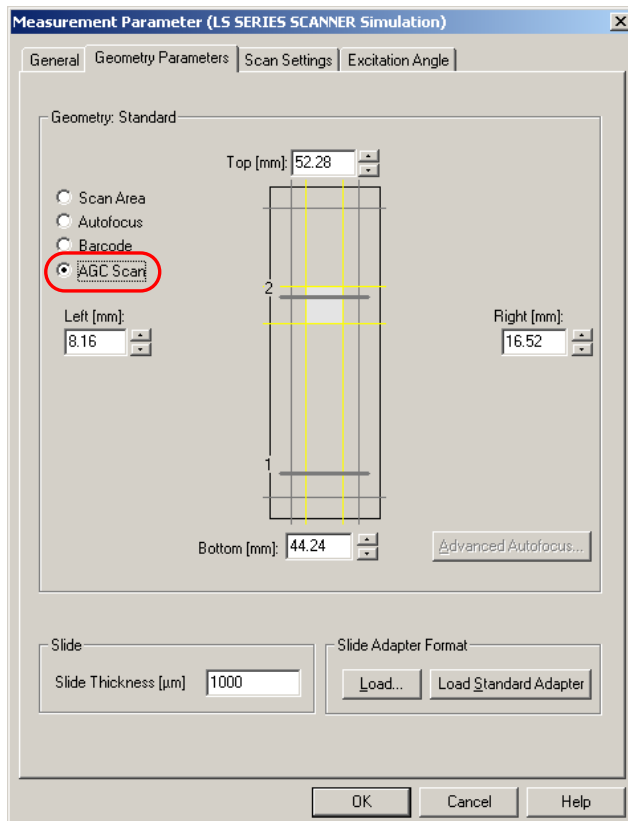 Measurement Parameter (LS SERIES SCANNER Simulation)
General Geometry Parameters Scan Settings Excitation Angle
Geometry: Standard
Top [mm]: 52.28
Scan Area
Autofocus
Barcode
AGC Scan
2
Left [mm]: Right [mm]:
8.16 16.52
1
Bottom [mm]: 44.24 Advanced Autofocus...
Slide Slide Adapter Format
Slide Thickness [µm] 1000 Load... Load Standard Adapter
OK Cancel Help